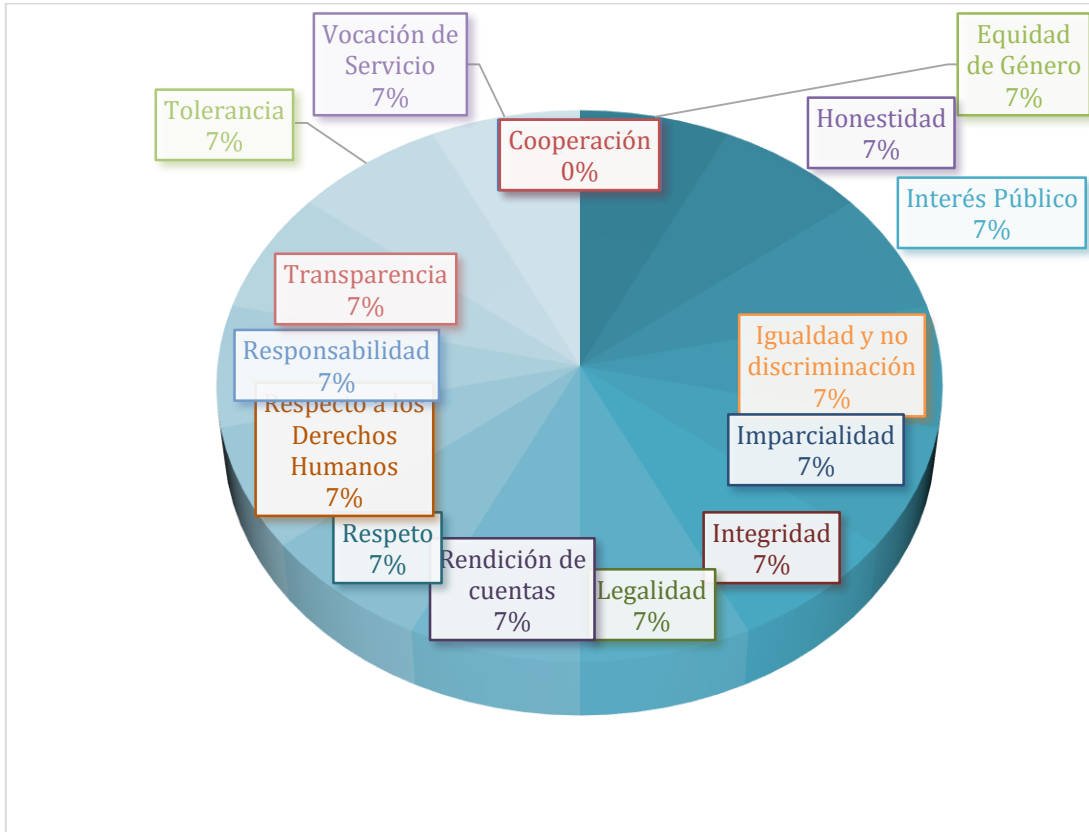 Vocación de
Servicio
7%
Equidad
de Género
7%
Tolerancia
7%
Honestidad
7%
Cooperación
0%
Interés Público
7%
Transparencia
7%
Igualdad y no
discriminación
7%
Responsabilidad
7%
Respecto a los
Derechos
Humanos
7%
Imparcialidad
7%
Respeto
7%
Integridad
7%
Rendición de
cuentas
7%
Legalidad
7%